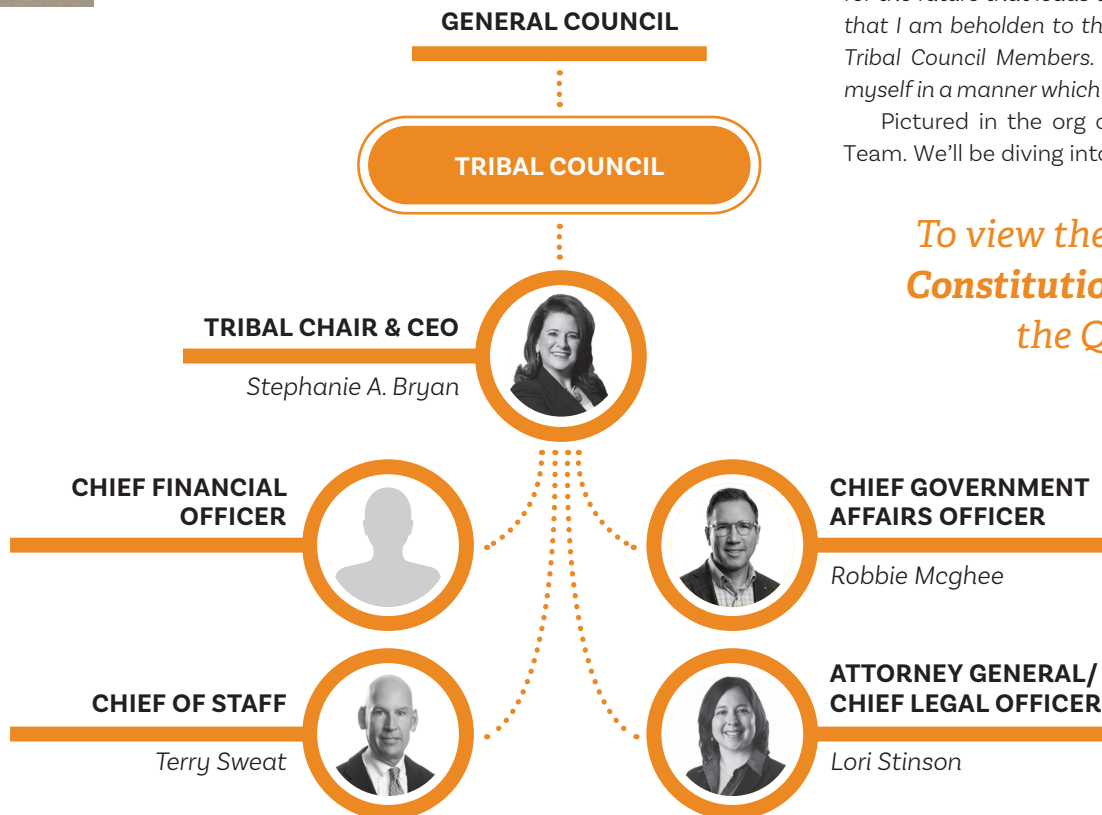 GENERAL COUNCIL
TRIBAL COUNCIL
TRIBAL CHAIR & CEO
Stephanie A. Bryan
CHIEF FINANCIAL
OFFICER
CHIEF GOVERNMENT
AFFAIRS OFFICER
Robbie Mcghee
CHIEF OF STAFF
Terry Sweat
ATTORNEY GENERAL/
CHIEF LEGAL OFFICER
Lori Stinson
that I am beholden to th
Tribal Council Members.
myself in a manner which
Pictured in the org c
Team. We’ll be diving into
To view the
Constitutio
the Q